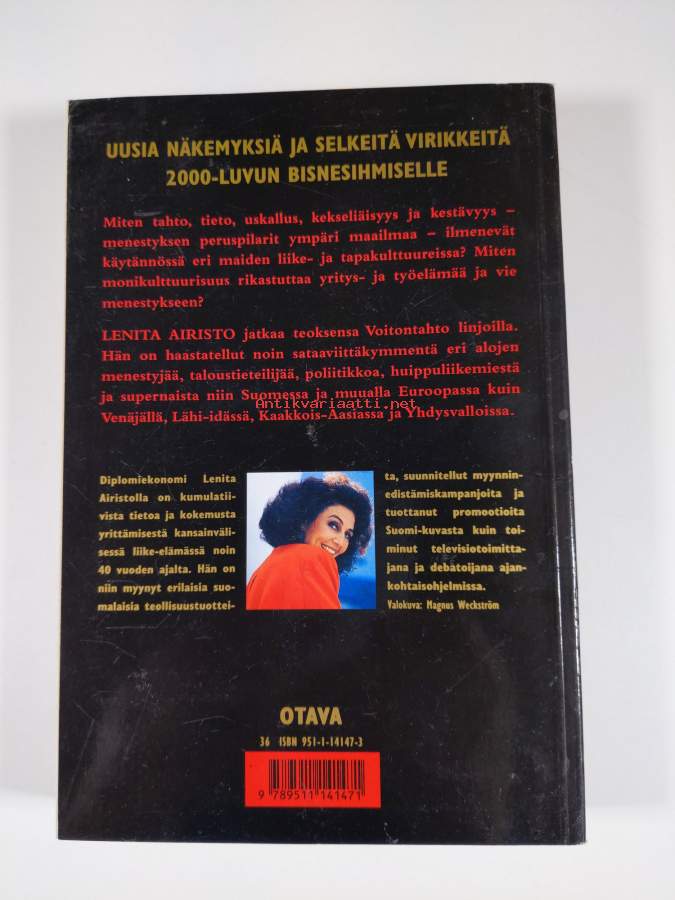 UUSIA NÄKEMYKSIÄ JA SELKEITÄ VIRIKKEITÄ
2000-LUVUN BISNESIHMISELLE
Miten tahto, tieto, uskallus, kekseliäisyys ja kestävyys –
menestyksen peruspilarit ympäri maailmaa – ilmenevät
käytännössä eri maiden liike- ja tapakulttuureissa? Miten
monikulttuurisuus rikastuttaa yritys- ja työelämää ja vie
menestykseen?
LENITA AIRISTO jatkaa teoksensa Voitontahto linjoilla.
Hän on haastatellut noin sataaviittäkymmentä eri alojen
menestyjää, taloustieteilijää, poliitikkoa, huippuliikemiestä
ja supernaista niin Suomessa ja muualla Euroopassa kuin
Antikvariaatti.net
Venäjällä, Lähi-idässä, Kaakkois-Aasiassa ja Yhdysvalloissa.
Diplomiekonomi Lenita
Airistolla on kumulatii-
vista tietoa ja kokemusta
yrittämisestä kansainväli-
sessä liike-elämässä noin
40 vuoden ajalta. Hän on
niin myynyt erilaisia suo-
malaisia teollisuustuottei-
ta, suunnitellut myynnin-
edistämiskampanjoita ja
tuottanut promootioita
Suomi-kuvasta kuin toi-
minut televisiotoimitta-
jana ja debatoijana ajan-
kohtaisohjelmissa.
Valokuva: Magnus Weckström
OTAVA
36 ISBN 951-1-14147-3
9 789511 141471